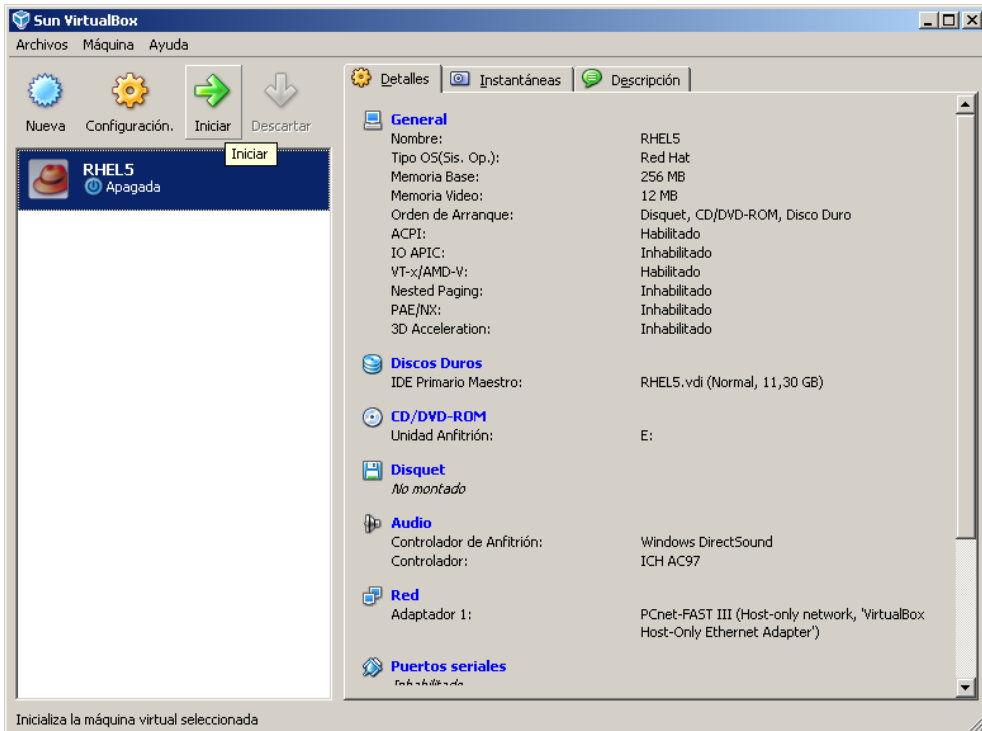 Sun VirtualBox
Archivos Máquina Ayuda
Nueva Configuración. Iniciar Descartar
Iniciar
RHEL5
Apagada
Detalles Instantáneas Descripción
General
Nombre: RHEL5
Tipo OS(Sis. Op.): Red Hat
Memoria Base: 256 MB
Memoria Video: 12 MB
Orden de Arranque: Disquet, CD/DVD-ROM, Disco Duro
ACPI: Habilitado
IO APIC: Inhabilitado
VT-x/AMD-V: Habilitado
Nested Paging: Inhabilitado
PAE/NX: Inhabilitado
3D Acceleration: Inhabilitado
Discos Duros
IDE Primario Maestro: RHEL5.vdi (Normal, 11,30 GB)
CD/DVD-ROM
Unidad Anfitrión: E:
Disquet
No montado
Audio
Controlador de Anfitrión: Windows DirectSound
Controlador: ICH AC97
Red
Adaptador 1: PCnet-FAST III (Host-only network, 'VirtualBox
Host-Only Ethernet Adapter')
Puertos seriales
Inhabilitado
Inicializa la máquina virtual seleccionada